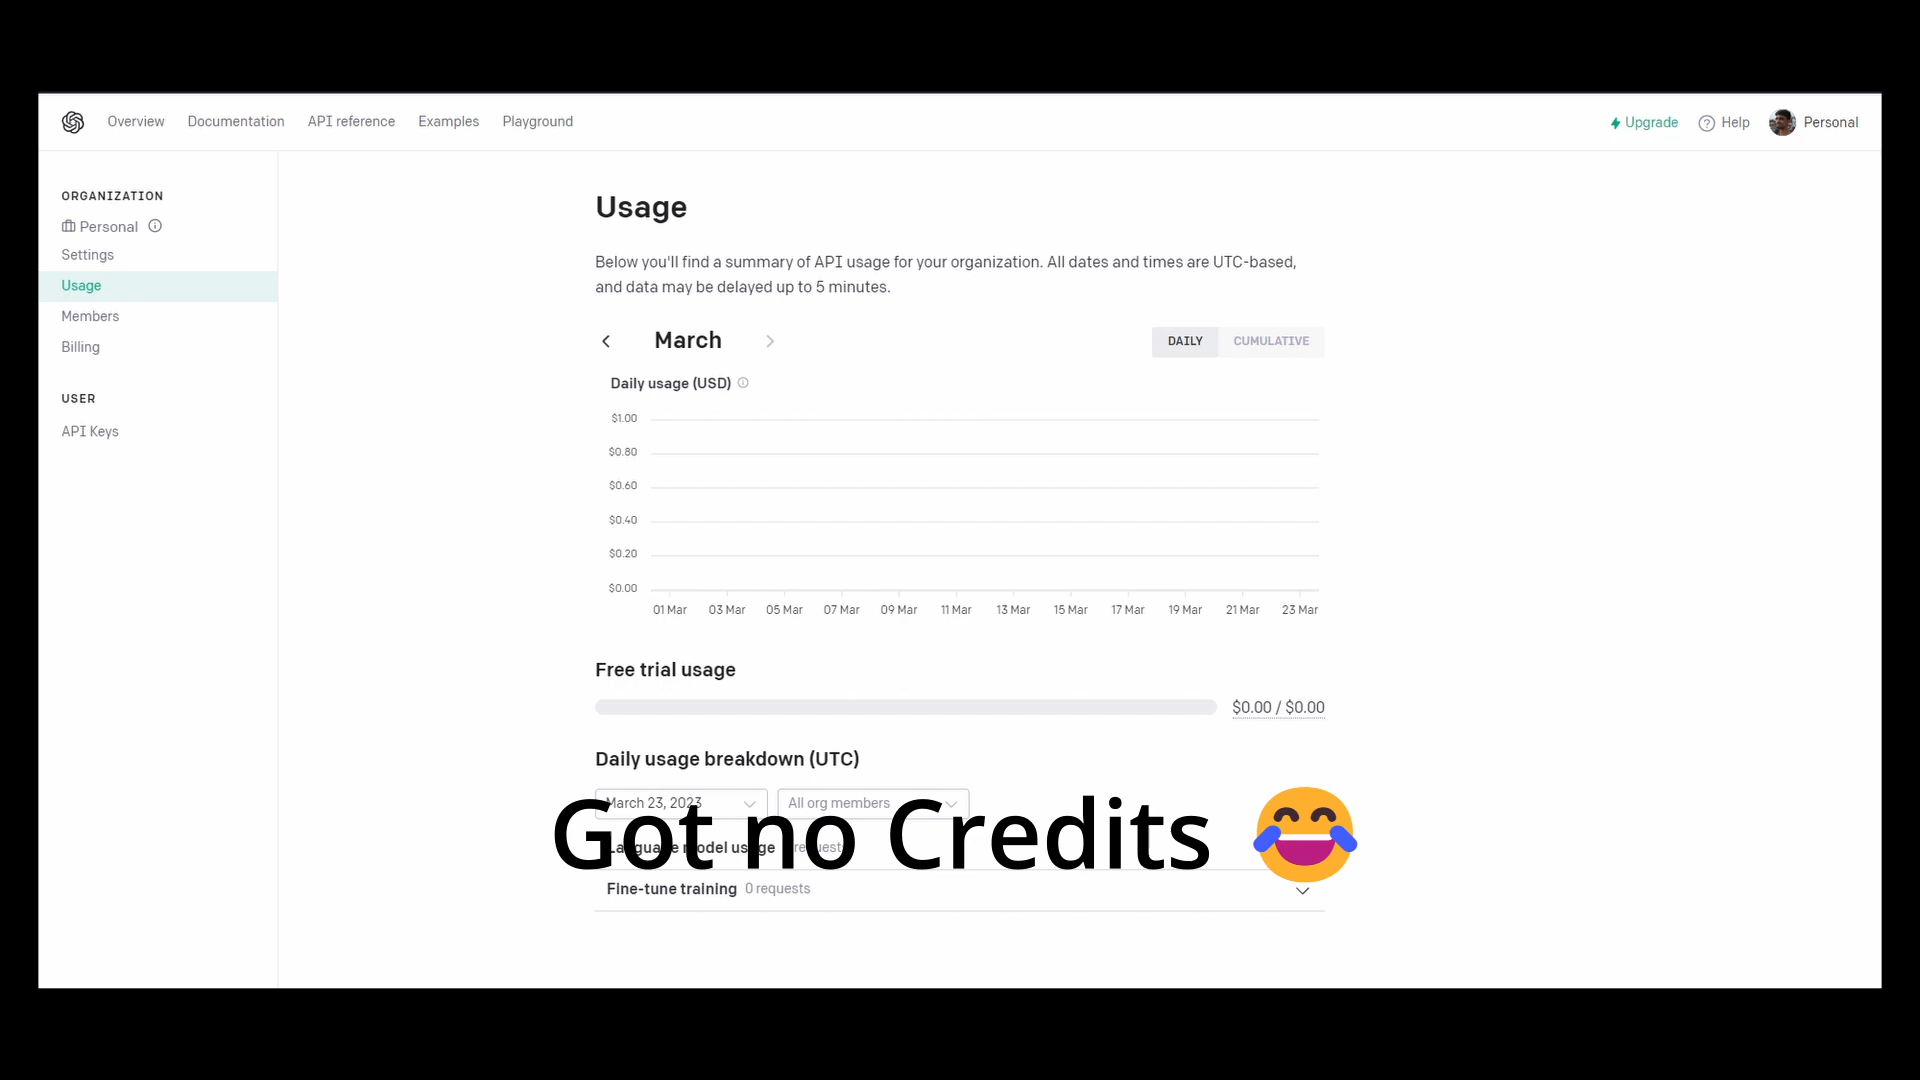 Overview Documentation API reference Examples Playground Upgrade Help Personal
ORGANIZATION
Personal
Settings
Usage
Members
Billing
USER
API Keys
Usage
Below you'll find a summary of API usage for your organization. All dates and times are UTC-based,
and data may be delayed up to 5 minutes.
March
DAILY CUMULATIVE
Daily usage (USD)
$1.00
$0.80
$0.60
$0.40
$0.20
$0.00
01 Mar 03 Mar 05 Mar 07 Mar 09 Mar 11 Mar 13 Mar 15 Mar 17 Mar 19 Mar 21 Mar 23 Mar
Free trial usage
$0.00 / $0.00
Daily usage breakdown (UTC)
March 23, 2023 All org members
Got no Credits 😂
Language model usage
Fine-tune training 0 requests